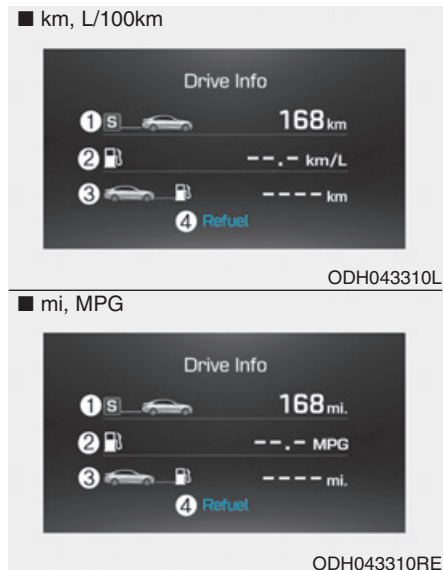 ■ km, L/100km
Drive Info
① S 168 km
② --.- km/L
③ ---- km
④ Refuel
ODH043310L
■ mi, MPG
Drive Info
① S 168 mi.
② --.- MPG
③ ---- mi.
④ Refuel
ODH043310RE